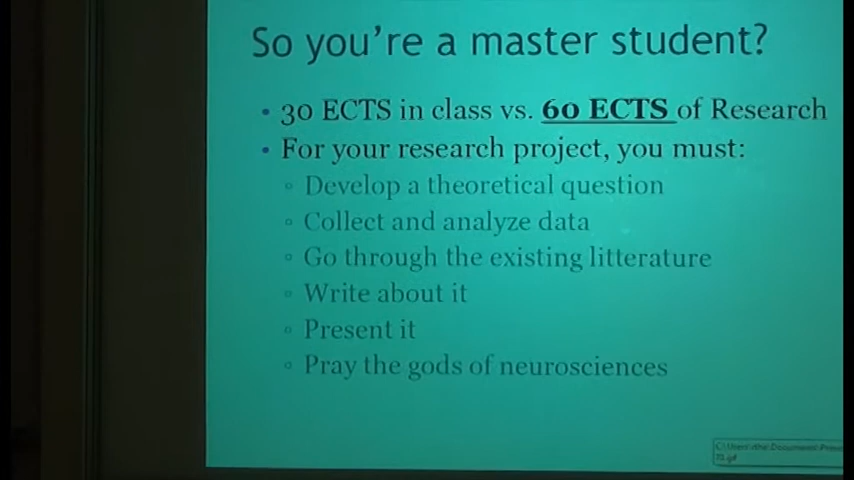 So you're a master student?
• 30 ECTS in class vs. 60 ECTS of Research
• For your research project, you must:
◦ Develop a theoretical question
◦ Collect and analyze data
◦ Go through the existing litterature
◦ Write about it
◦ Present it
◦ Pray the gods of neurosciences